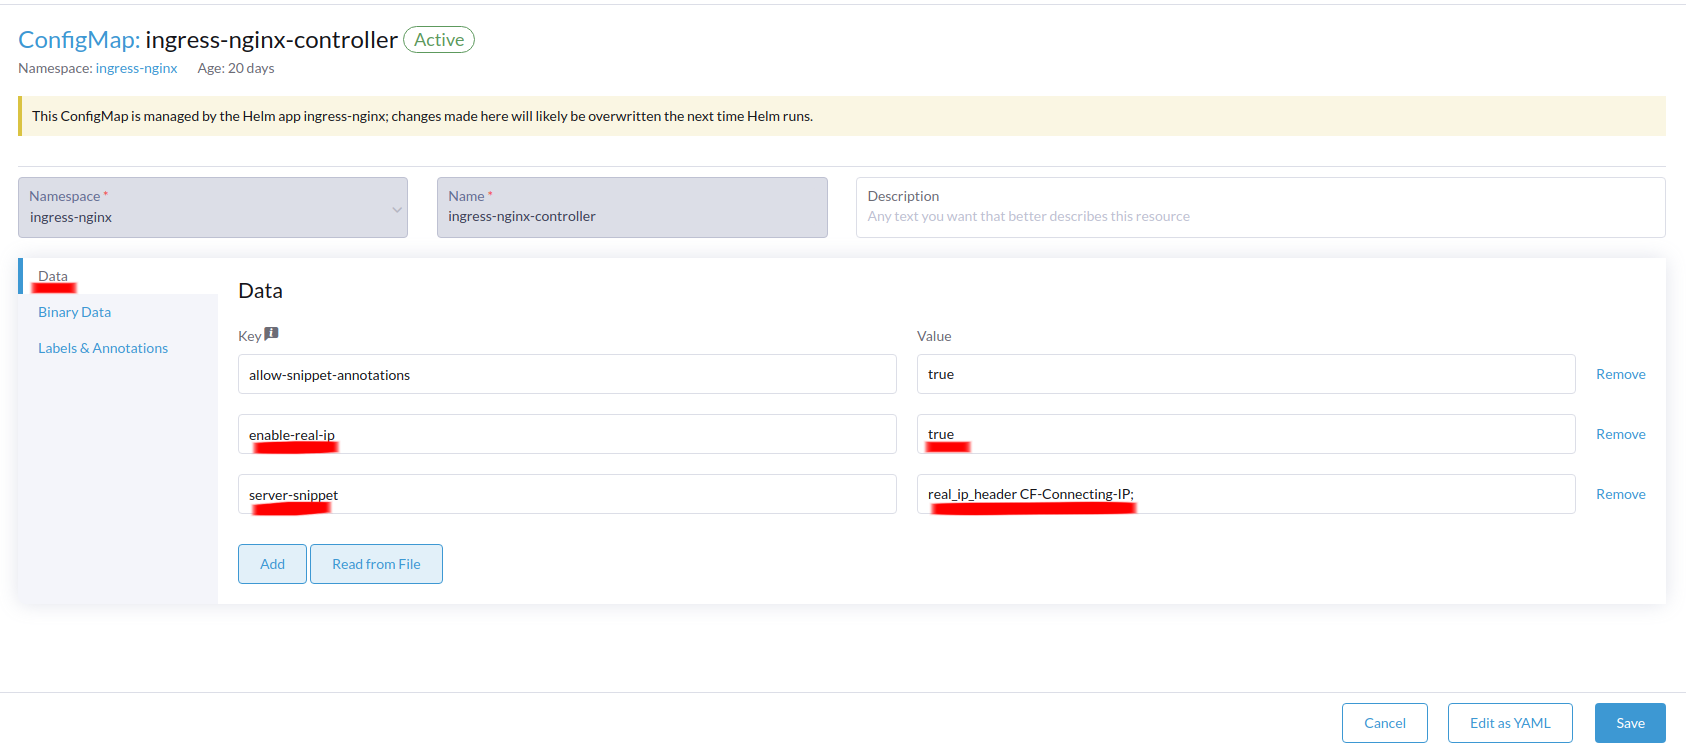 ConfigMap: ingress-nginx-controller Active
Namespace: ingress-nginx Age: 20 days
This ConfigMap is managed by the Helm app ingress-nginx; changes made here will likely be overwritten the next time Helm runs.
Namespace *
ingress-nginx
Name *
ingress-nginx-controller
Description
Any text you want that better describes this resource
Data
Binary Data
Labels & Annotations
Data
Key Value
allow-snippet-annotations true Remove
enable-real-ip true Remove
server-snippet real_ip_header CF-Connecting-IP; Remove
Add Read from File
Cancel Edit as YAML Save